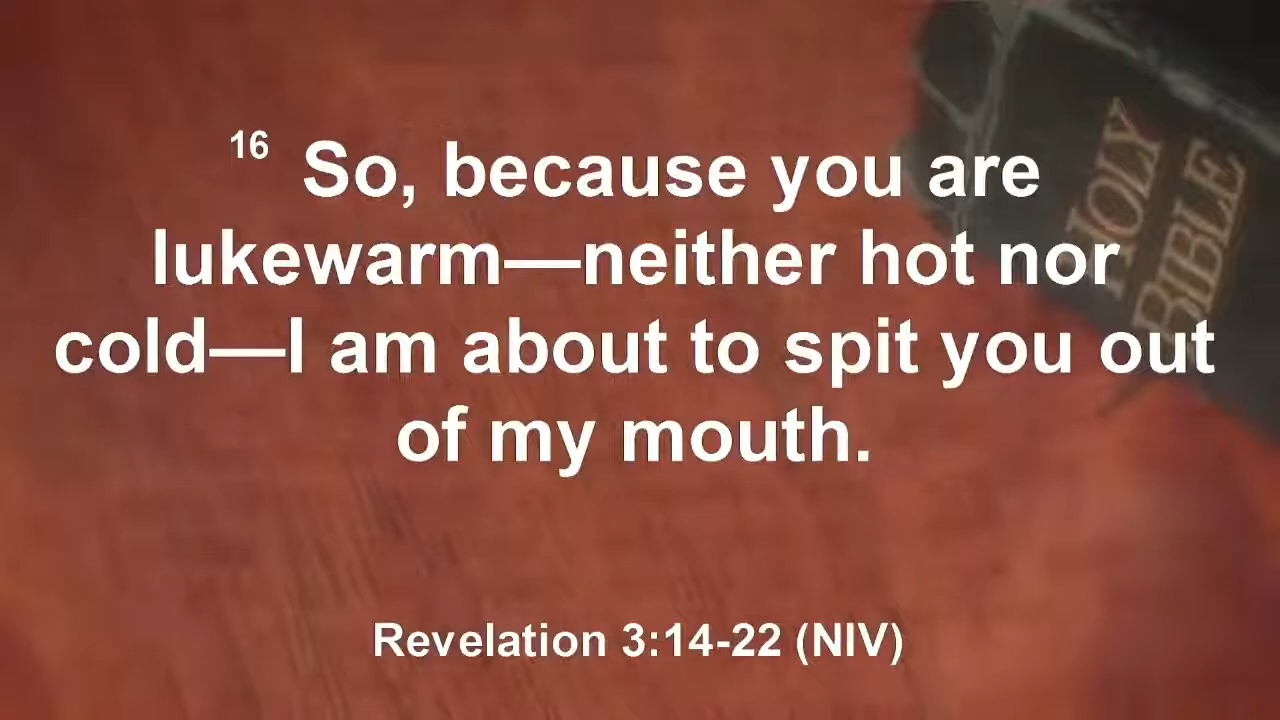 16 So, because you are
lukewarm—neither hot nor
cold—I am about to spit you out
of my mouth.
Revelation 3:14-22 (NIV)
HOLY
BIBLE